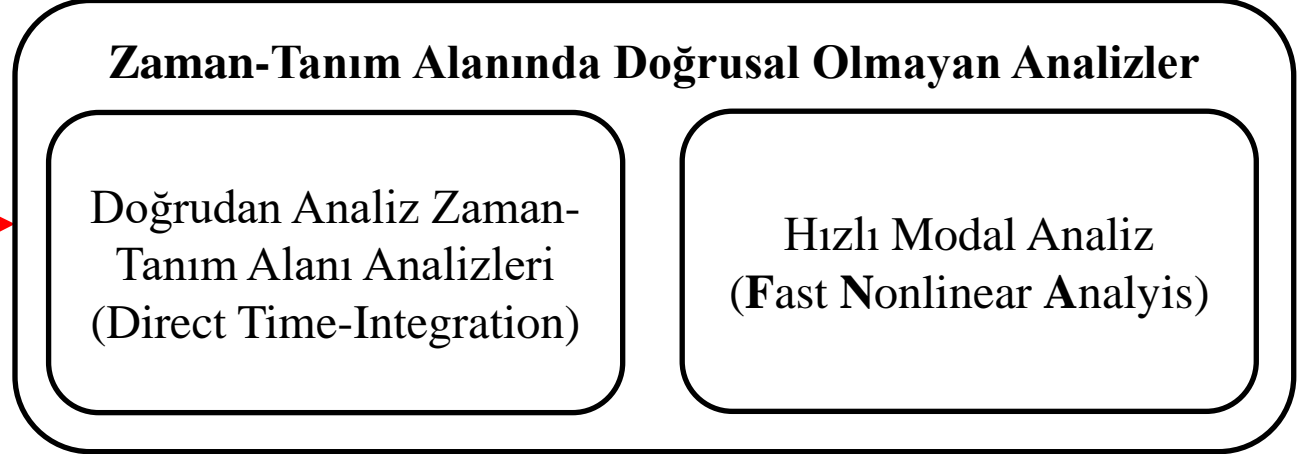 Zaman-Tanım Alanında Doğrusal Olmayan Analizler
Doğrudan Analiz Zaman-
Tanım Alanı Analizleri
(Direct Time-Integration)
Hızlı Modal Analiz
(Fast Nonlinear Analyis)